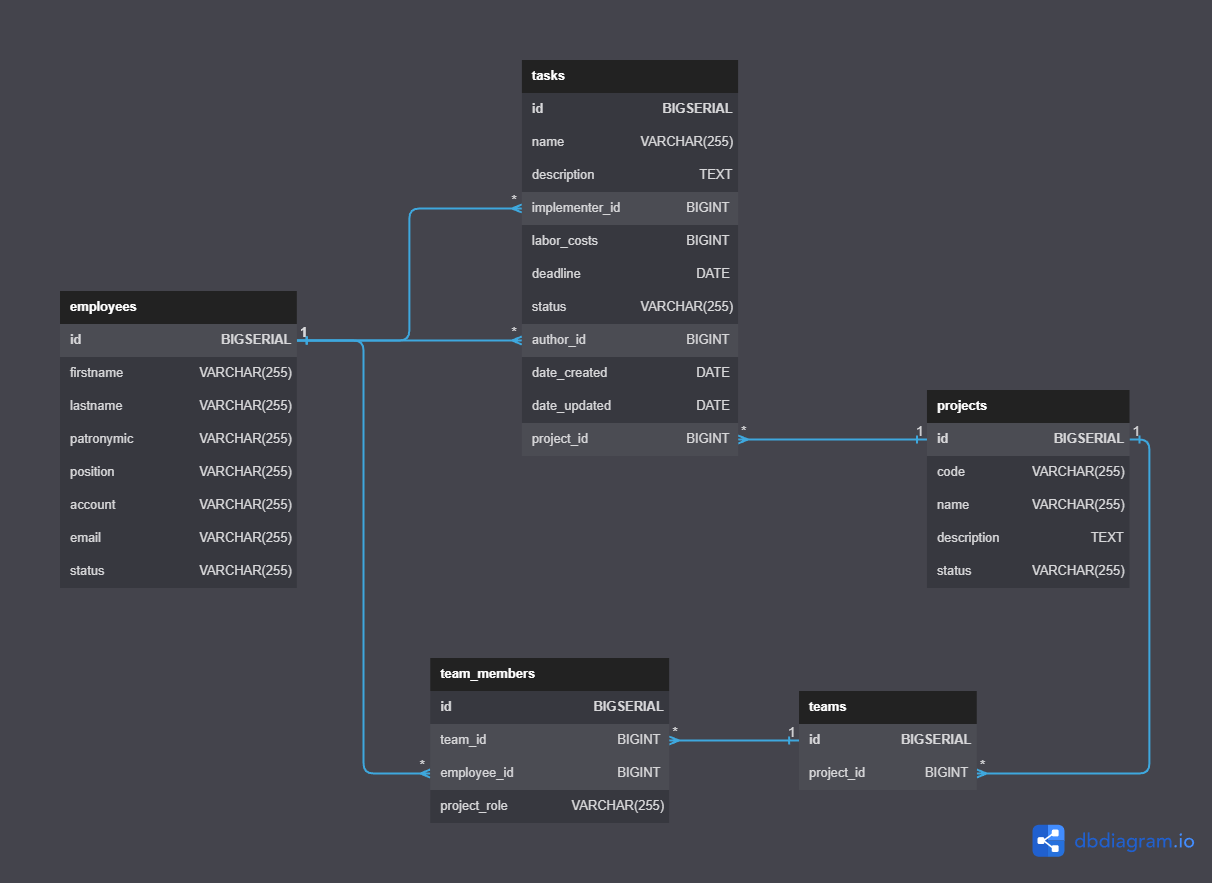 tasks
id BIGSERIAL
name VARCHAR(255)
description TEXT
* implementer_id BIGINT
labor_costs BIGINT
deadline DATE
status VARCHAR(255)
* author_id BIGINT
date_created DATE
date_updated DATE
project_id BIGINT *
employees
id BIGSERIAL 1
firstname VARCHAR(255)
lastname VARCHAR(255)
patronymic VARCHAR(255)
position VARCHAR(255)
account VARCHAR(255)
email VARCHAR(255)
status VARCHAR(255)
projects
1 id BIGSERIAL 1
code VARCHAR(255)
name VARCHAR(255)
description TEXT
status VARCHAR(255)
team_members
id BIGSERIAL
team_id BIGINT *
* employee_id BIGINT
project_role VARCHAR(255)
teams
1 id BIGSERIAL
project_id BIGINT *
dbdiagram.io